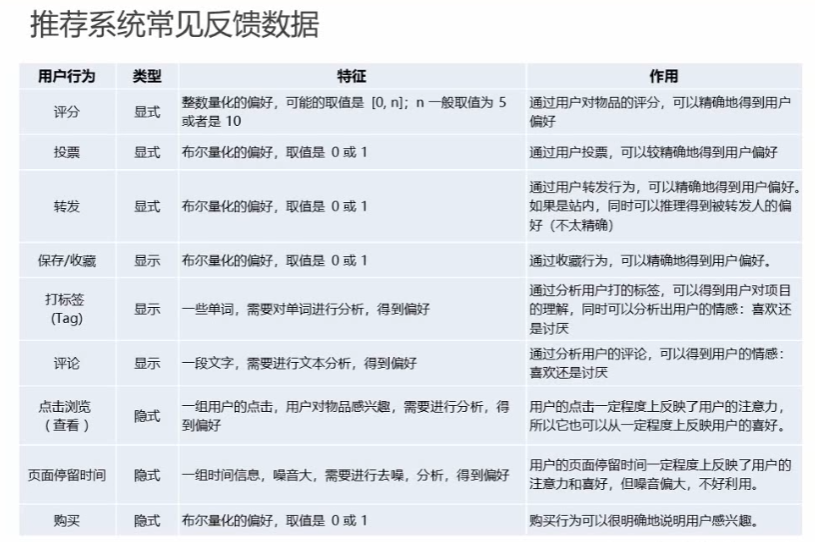 推荐系统常见反馈数据
用户行为 类型 特征 作用
评分 显式 整数量化的偏好，可能的取值是 [0, n]；n 一般取值为 5
或者是 10
通过用户对物品的评分，可以精确地得到用户
偏好
投票 显式 布尔量化的偏好，取值是 0 或 1 通过用户投票，可以较精确地得到用户偏好
转发 显式 布尔量化的偏好，取值是 0 或 1
通过用户转发行为，可以精确地得到用户偏好。
如果是站内，同时可以推理得到被转发人的偏
好（不太精确）
保存/收藏 显示 布尔量化的偏好，取值是 0 或 1 通过收藏行为，可以精确地得到用户偏好。
打标签
(Tag)
显示 一些单词，需要对单词进行分析，得到偏好
通过分析用户打的标签，可以得到用户对项目
的理解，同时可以分析出用户的情感：喜欢还
是讨厌
评论 显示 一段文字，需要进行文本分析，得到偏好
通过分析用户的评论，可以得到用户的情感：
喜欢还是讨厌
点击浏览
（查看）
隐式
一组用户的点击，用户对物品感兴趣，需要进行分析，得
到偏好
用户的点击一定程度上反映了用户的注意力，
所以它也可以从一定程度上反映用户的喜好。
页面停留时间 隐式 一组时间信息，噪音大，需要进行去噪，分析，得到偏好
用户的页面停留时间一定程度上反映了用户的
注意力和喜好，但噪音偏大，不好利用。
购买 隐式 布尔量化的偏好，取值是 0 或 1 购买行为可以很明确地说明用户感兴趣。